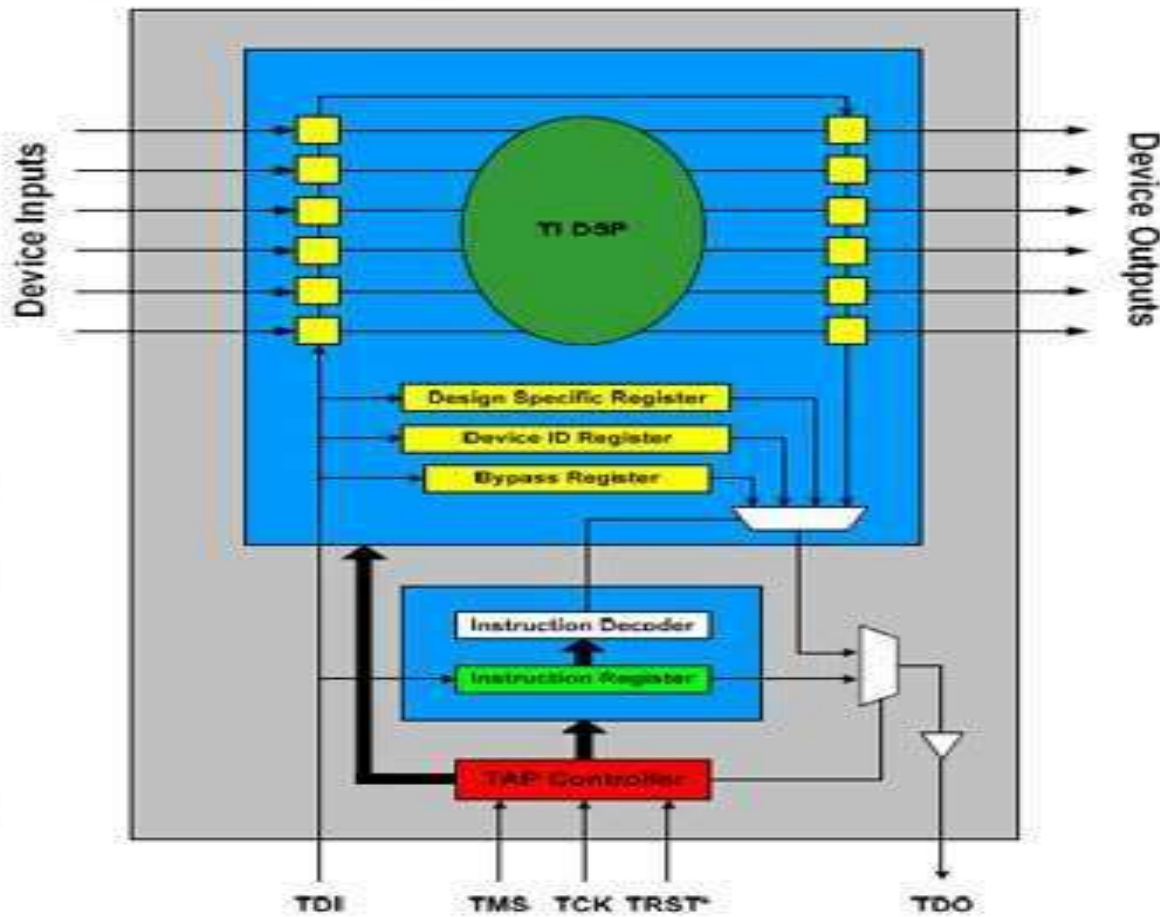 Device Inputs
Device Outputs
TI DSP
Design Specific Register
Device ID Register
Bypass Register
Instruction Decoder
Instruction Register
TAP Controller
TDI
TMS
TCK
TRST*
TDO